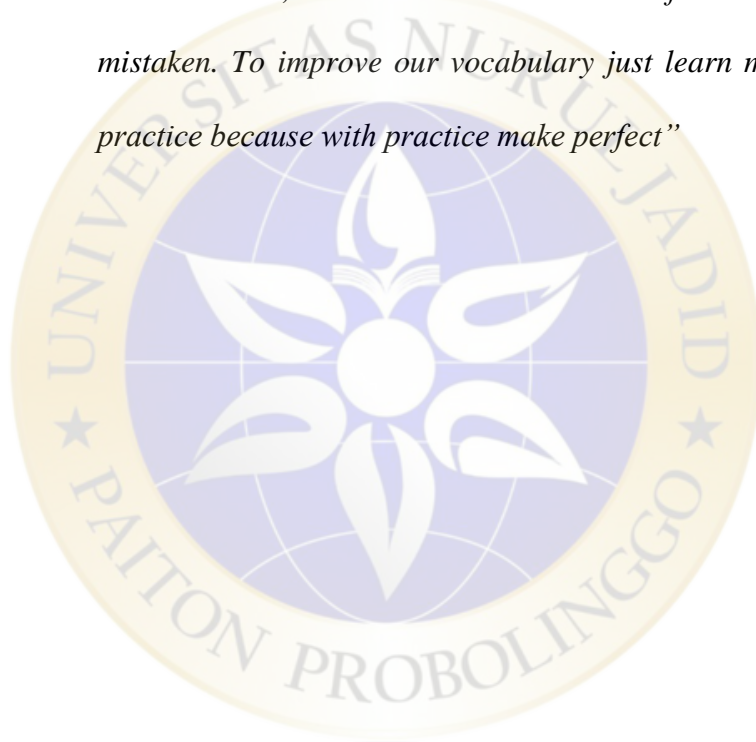 mistaken. To improve our vocabulary just learn
practice because with practice make perfect”
UNIVERSITAS NURUL JADID
★ PAITON PROBOLINGGO ★